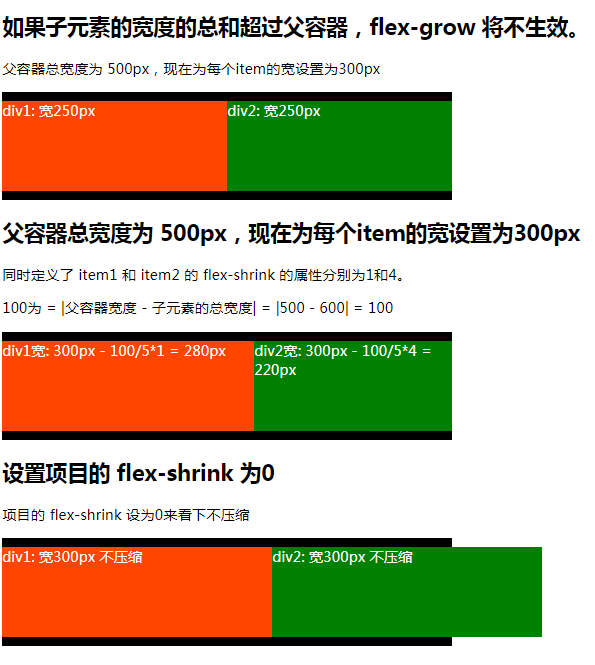 如果子元素的宽度的总和超过父容器，flex-grow 将不生效。
父容器总宽度为 500px，现在为每个item的宽设置为300px
div1: 宽250px
div2: 宽250px
父容器总宽度为 500px，现在为每个item的宽设置为300px
同时定义了 item1 和 item2 的 flex-shrink 的属性分别为1和4。
100为 = |父容器宽度 - 子元素的总宽度| = |500 - 600| = 100
div1宽: 300px - 100/5*1 = 280px
div2宽: 300px - 100/5*4 =
220px
设置项目的 flex-shrink 为0
项目的 flex-shrink 设为0来看下不压缩
div1: 宽300px 不压缩
div2: 宽300px 不压缩